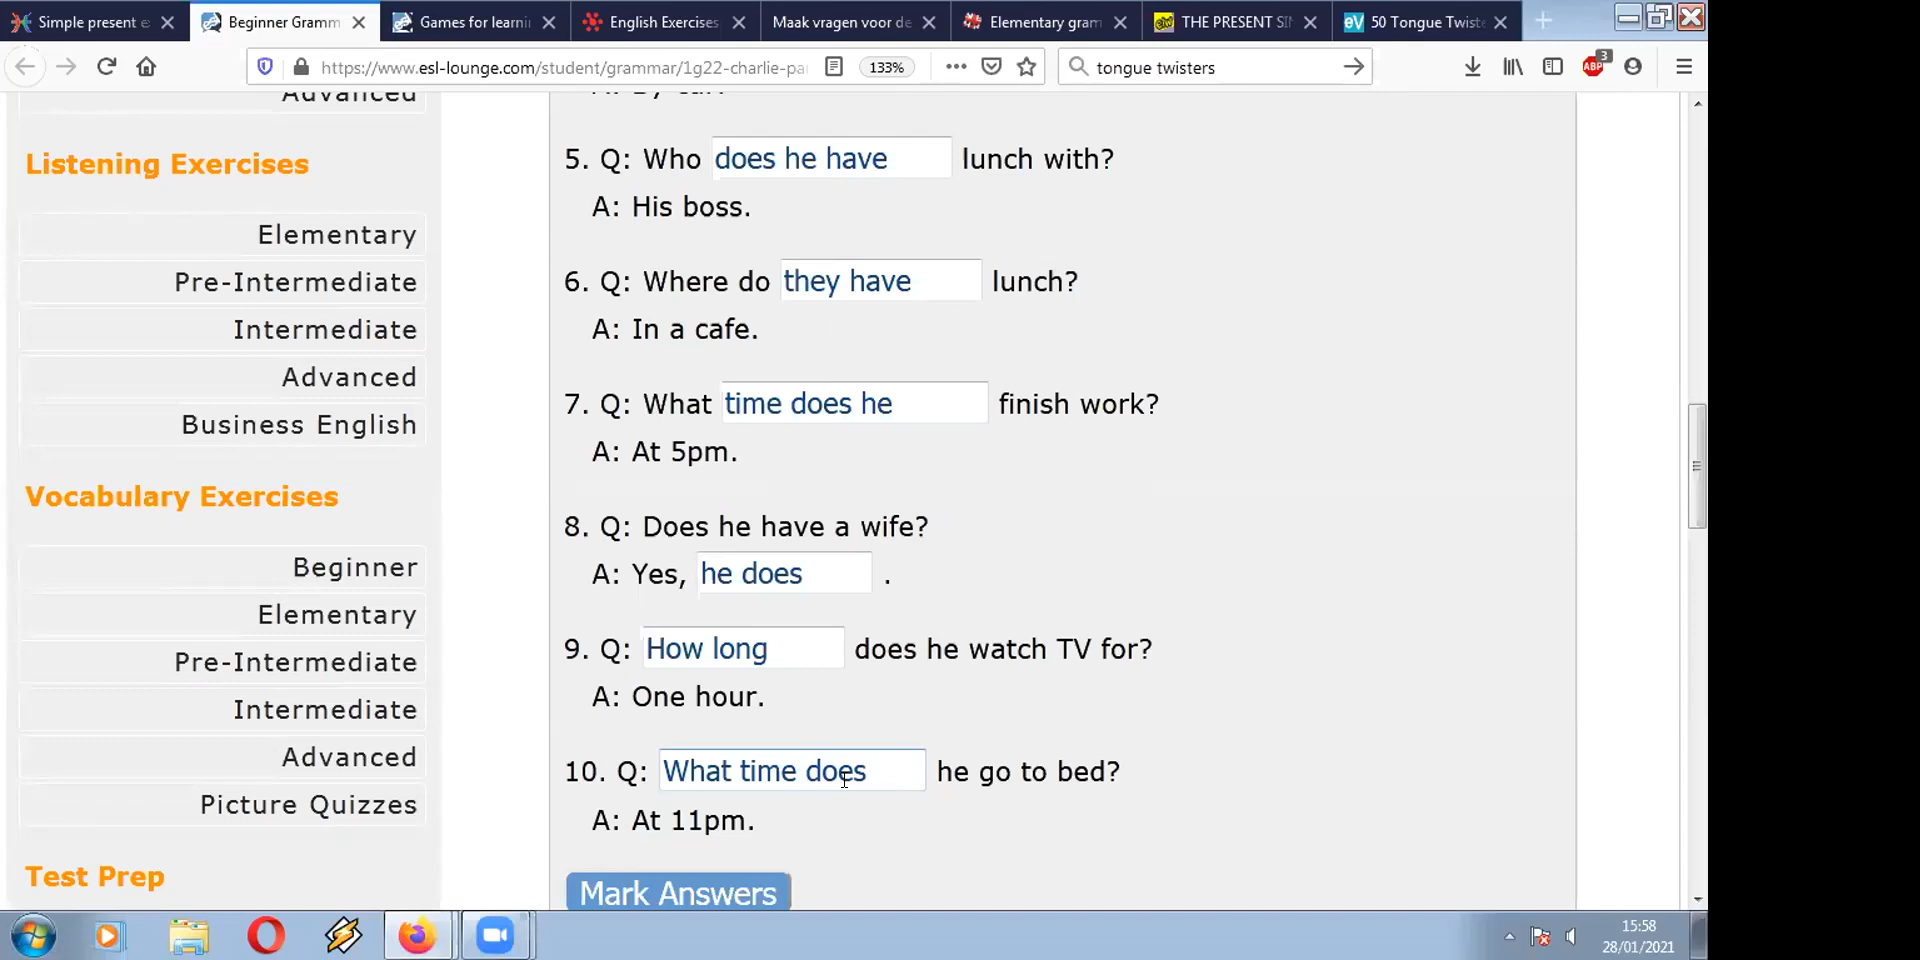 Simple present e
Beginner Gramm
Games for learni
English Exercises
Maak vragen voor de
Elementary gram
THE PRESENT SI
50 Tongue Twist
https://www.esl-lounge.com/student/grammar/1g22-charlie-pa
133%
tongue twisters
ABP
3
Advanced
Listening Exercises
Elementary
Pre-Intermediate
Intermediate
Advanced
Business English
Vocabulary Exercises
Beginner
Elementary
Pre-Intermediate
Intermediate
Advanced
Picture Quizzes
Test Prep
5. Q: Who does he have lunch with?
A: His boss.
6. Q: Where do they have lunch?
A: In a cafe.
7. Q: What time does he finish work?
A: At 5pm.
8. Q: Does he have a wife?
A: Yes, he does .
9. Q: How long does he watch TV for?
A: One hour.
10. Q: What time does he go to bed?
A: At 11pm.
Mark Answers
15:58
28/01/2021